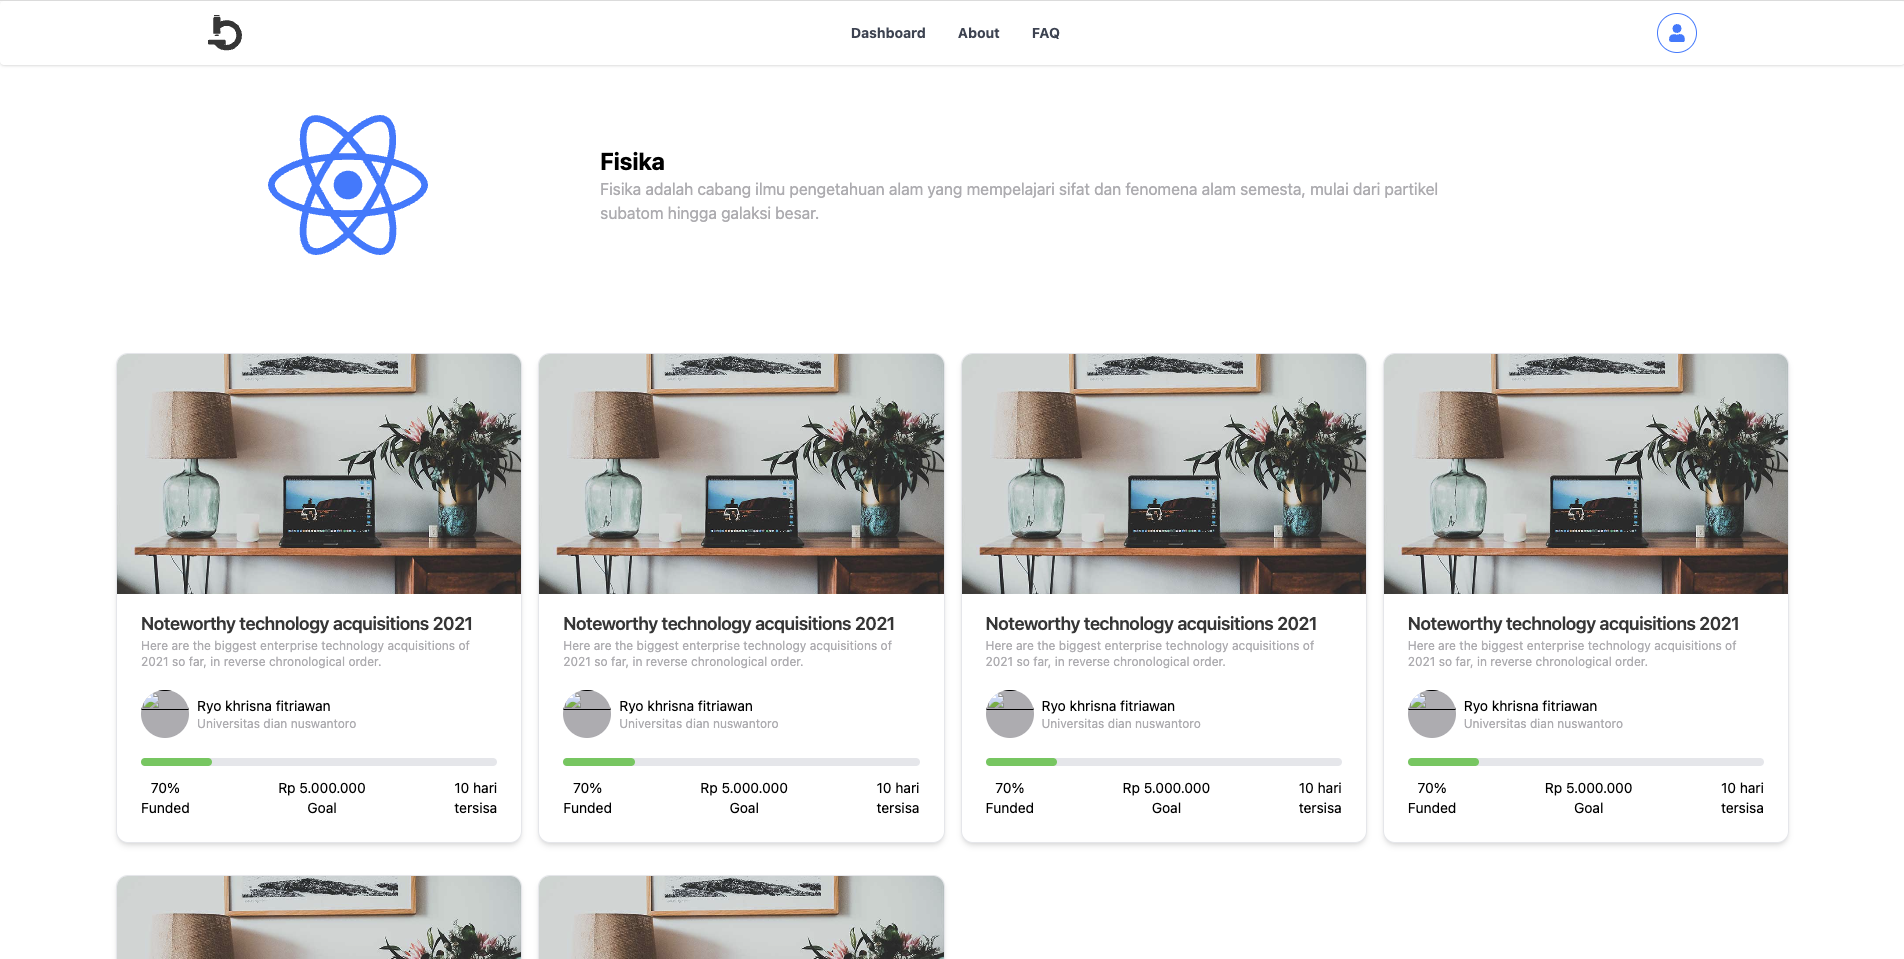 Dashboard About FAQ
Fisika
Fisika adalah cabang ilmu pengetahuan alam yang mempelajari sifat dan fenomena alam semesta, mulai dari partikel
subatom hingga galaksi besar.
Noteworthy technology acquisitions 2021
Here are the biggest enterprise technology acquisitions of
2021 so far, in reverse chronological order.
Ryo khrisna fitriawan
Universitas dian nuswantoro
70% Rp 5.000.000 10 hari
Funded Goal tersisa
Noteworthy technology acquisitions 2021
Here are the biggest enterprise technology acquisitions of
2021 so far, in reverse chronological order.
Ryo khrisna fitriawan
Universitas dian nuswantoro
70% Rp 5.000.000 10 hari
Funded Goal tersisa
Noteworthy technology acquisitions 2021
Here are the biggest enterprise technology acquisitions of
2021 so far, in reverse chronological order.
Ryo khrisna fitriawan
Universitas dian nuswantoro
70% Rp 5.000.000 10 hari
Funded Goal tersisa
Noteworthy technology acquisitions 2021
Here are the biggest enterprise technology acquisitions of
2021 so far, in reverse chronological order.
Ryo khrisna fitriawan
Universitas dian nuswantoro
70% Rp 5.000.000 10 hari
Funded Goal tersisa